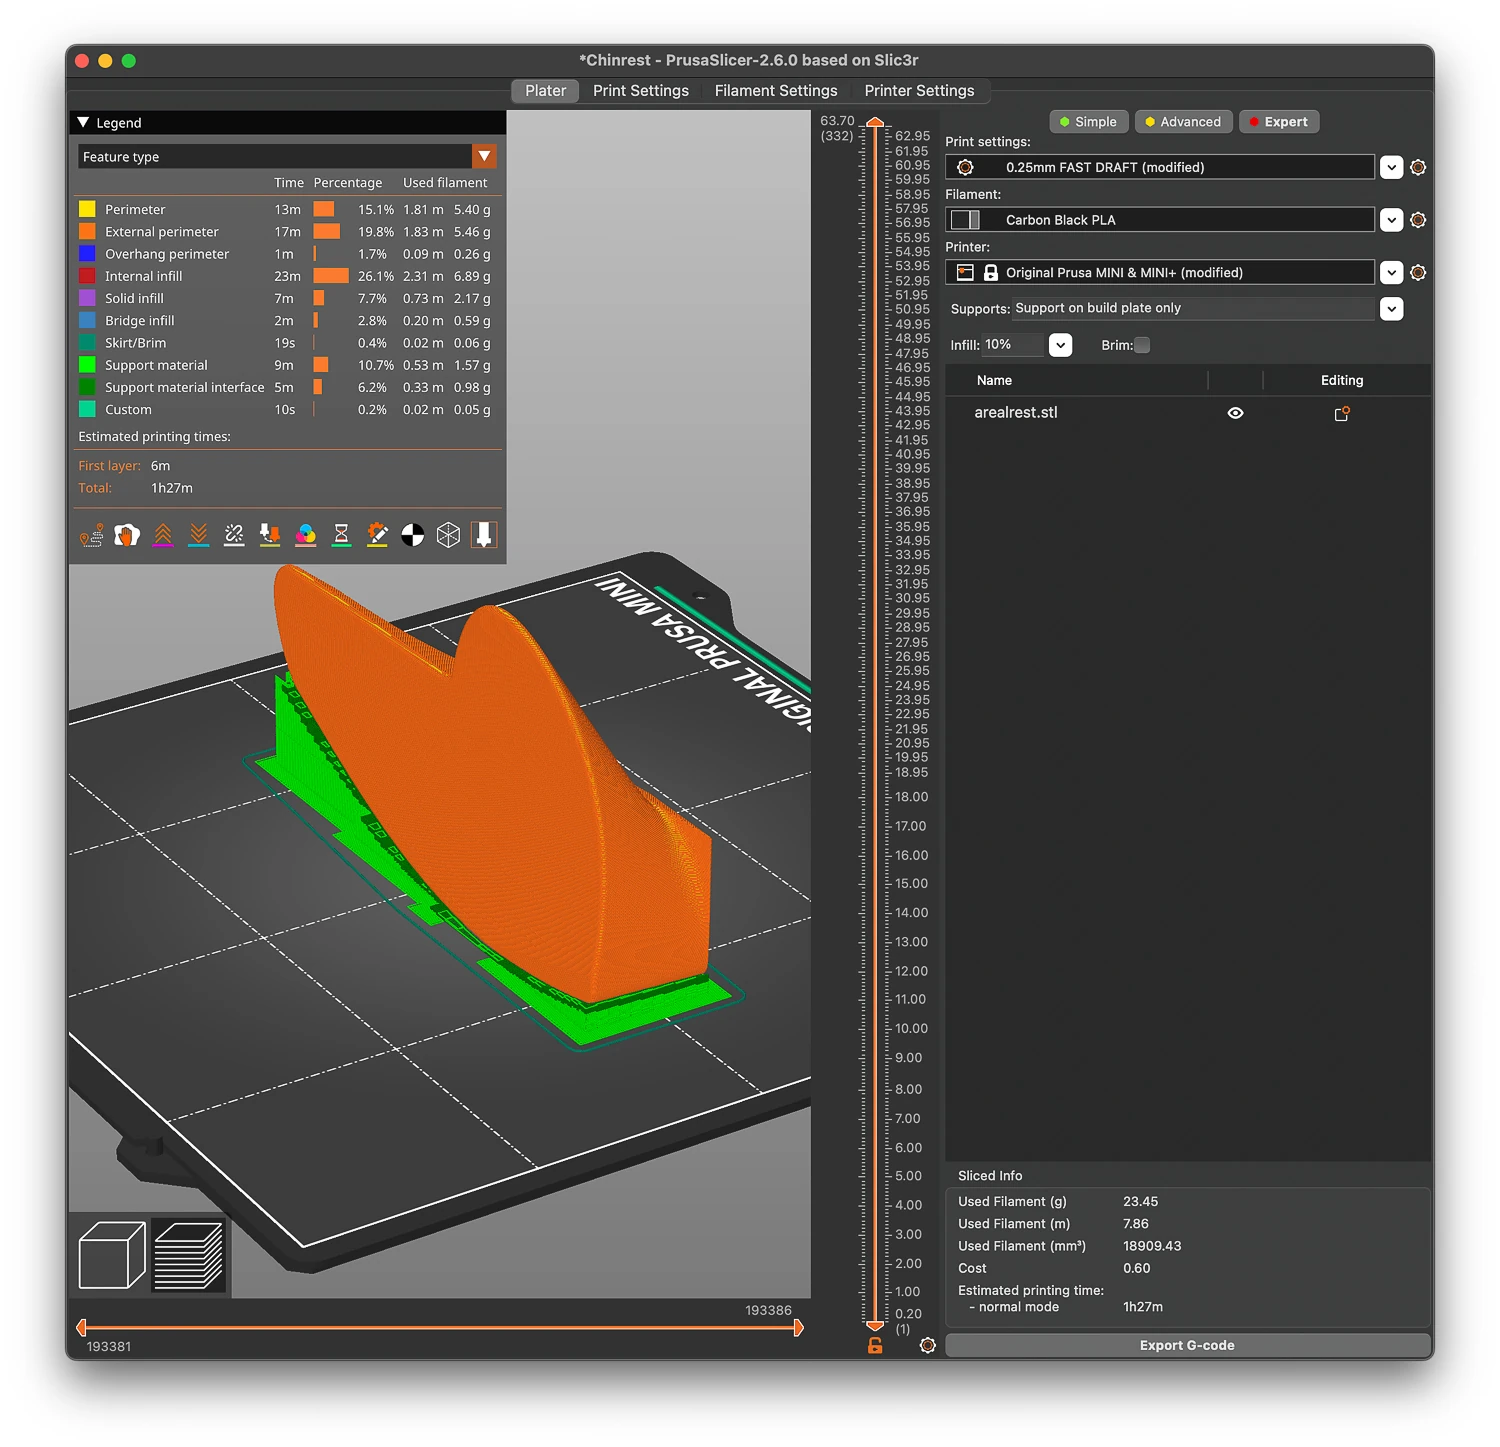 *Chinrest - PrusaSlicer-2.6.0 based on Slic3r
Plater Print Settings Filament Settings Printer Settings
Legend
Feature type
Time Percentage Used filament
Perimeter 13m 15.1% 1.81 m 5.40 g
External perimeter 17m 19.8% 1.83 m 5.46 g
Overhang perimeter 1m 1.7% 0.09 m 0.26 g
Internal infill 23m 26.1% 2.31 m 6.89 g
Solid infill 7m 7.7% 0.73 m 2.17 g
Bridge infill 2m 2.8% 0.20 m 0.59 g
Skirt/Brim 19s 0.4% 0.02 m 0.06 g
Support material 9m 10.7% 0.53 m 1.57 g
Support material interface 5m 6.2% 0.33 m 0.98 g
Custom 10s 0.2% 0.02 m 0.05 g
Estimated printing times:
First layer: 6m
Total: 1h27m
IGINAL PRUSA MINI
193386
193381
63.70
(332)
62.95
61.95
60.95
59.95
58.95
57.95
56.95
55.95
54.95
53.95
52.95
51.95
50.95
49.95
48.95
47.95
46.95
45.95
44.95
43.95
42.95
41.95
40.95
39.95
38.95
37.95
36.95
35.95
34.95
33.95
32.95
31.95
30.95
29.95
28.95
27.95
26.95
25.95
24.95
23.95
22.95
21.95
20.95
19.95
18.95
18.00
17.00
16.00
15.00
14.00
13.00
12.00
11.00
10.00
9.00
8.00
7.00
6.00
5.00
4.00
3.00
2.00
1.00
0.20
(1)
Simple Advanced Expert
Print settings:
0.25mm FAST DRAFT (modified)
Filament:
Carbon Black PLA
Printer:
Original Prusa MINI & MINI+ (modified)
Supports: Support on build plate only
Infill: 10% Brim:
Name Editing
arealrest.stl
Sliced Info
Used Filament (g) 23.45
Used Filament (m) 7.86
Used Filament (mm³) 18909.43
Cost 0.60
Estimated printing time:
- normal mode 1h27m
Export G-code